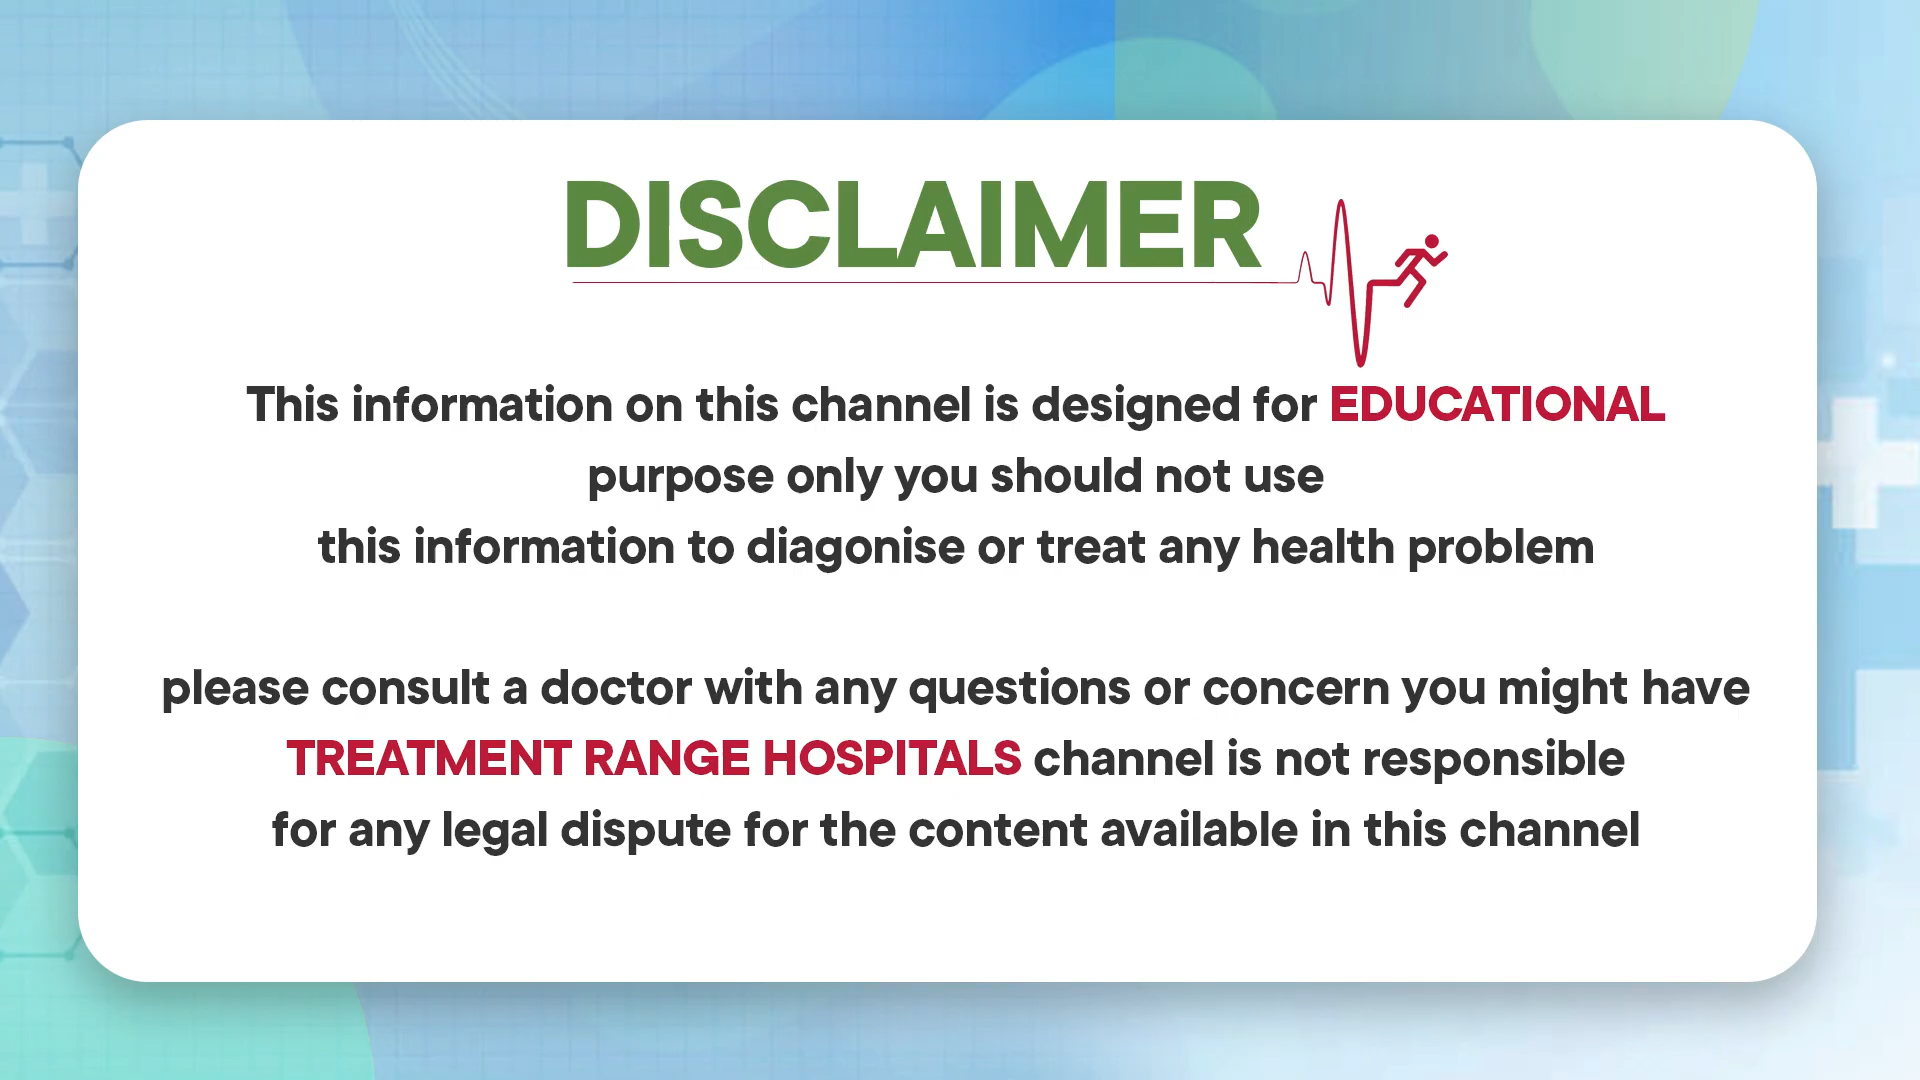 DISCLAIMER
This information on this channel is designed for EDUCATIONAL
purpose only you should not use
this information to diagonise or treat any health problem
please consult a doctor with any questions or concern you might have
TREATMENT RANGE HOSPITALS channel is not responsible
for any legal dispute for the content available in this channel